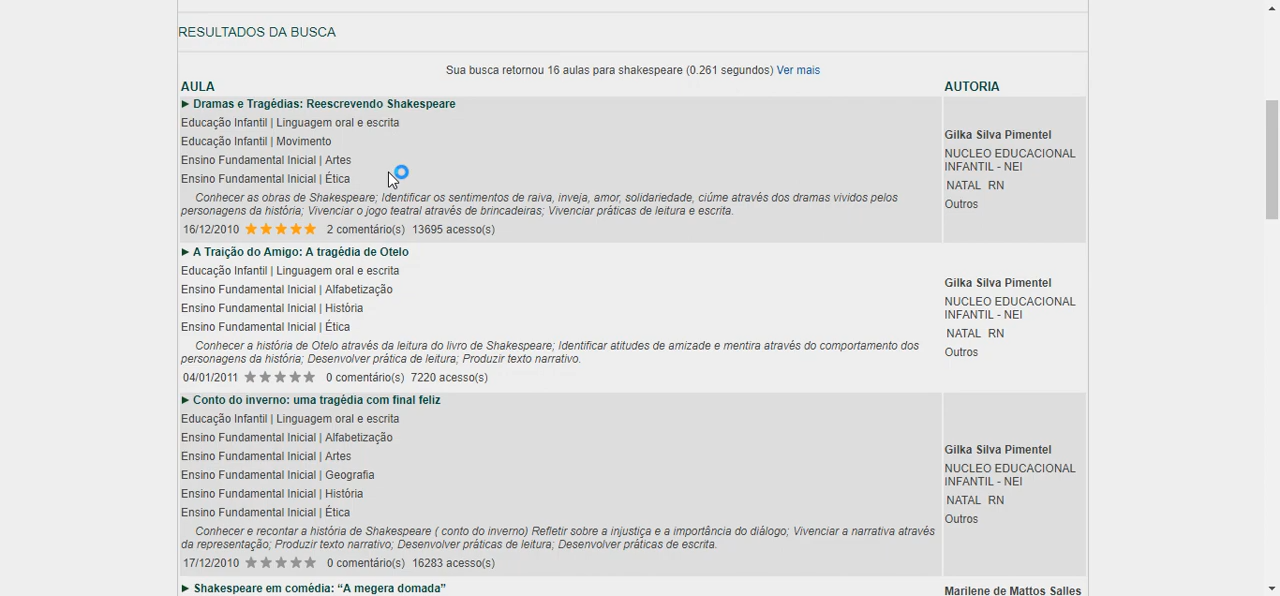 RESULTADOS DA BUSCA
Sua busca retornou 16 aulas para shakespeare (0.261 segundos) Ver mais
AULA
AUTORIA
Dramas e Tragédias: Reescrevendo Shakespeare
Educação Infantil | Linguagem oral e escrita
Educação Infantil | Movimento
Ensino Fundamental Inicial | Artes
Ensino Fundamental Inicial | Ética
Conhecer as obras de Shakespeare; Identificar os sentimentos de raiva, inveja, amor, solidariedade, ciúme através dos dramas vividos pelos
personagens da história; Vivenciar o jogo teatral através de brincadeiras; Vivenciar práticas de leitura e escrita.
16/12/2010 2 comentário(s) 13695 acesso(s)
Gilka Silva Pimentel
NUCLEO EDUCACIONAL
INFANTIL - NEI
NATAL RN
Outros
A Traição do Amigo: A tragédia de Otelo
Educação Infantil | Linguagem oral e escrita
Ensino Fundamental Inicial | Alfabetização
Ensino Fundamental Inicial | História
Ensino Fundamental Inicial | Ética
Conhecer a história de Otelo através da leitura do livro de Shakespeare; Identificar atitudes de amizade e mentira através do comportamento dos
personagens da história; Desenvolver prática de leitura; Produzir texto narrativo.
04/01/2011 0 comentário(s) 7220 acesso(s)
Gilka Silva Pimentel
NUCLEO EDUCACIONAL
INFANTIL - NEI
NATAL RN
Outros
Conto do inverno: uma tragédia com final feliz
Educação Infantil | Linguagem oral e escrita
Ensino Fundamental Inicial | Alfabetização
Ensino Fundamental Inicial | Artes
Ensino Fundamental Inicial | Geografia
Ensino Fundamental Inicial | História
Ensino Fundamental Inicial | Ética
Conhecer e recontar a história de Shakespeare ( conto do inverno) Refletir sobre a injustiça e a importância do diálogo; Vivenciar a narrativa através
da representação; Produzir texto narrativo; Desenvolver práticas de leitura; Desenvolver práticas de escrita.
17/12/2010 0 comentário(s) 16283 acesso(s)
Gilka Silva Pimentel
NUCLEO EDUCACIONAL
INFANTIL - NEI
NATAL RN
Outros
Shakespeare em comédia: “A megera domada”
Marilene de Mattos Salles